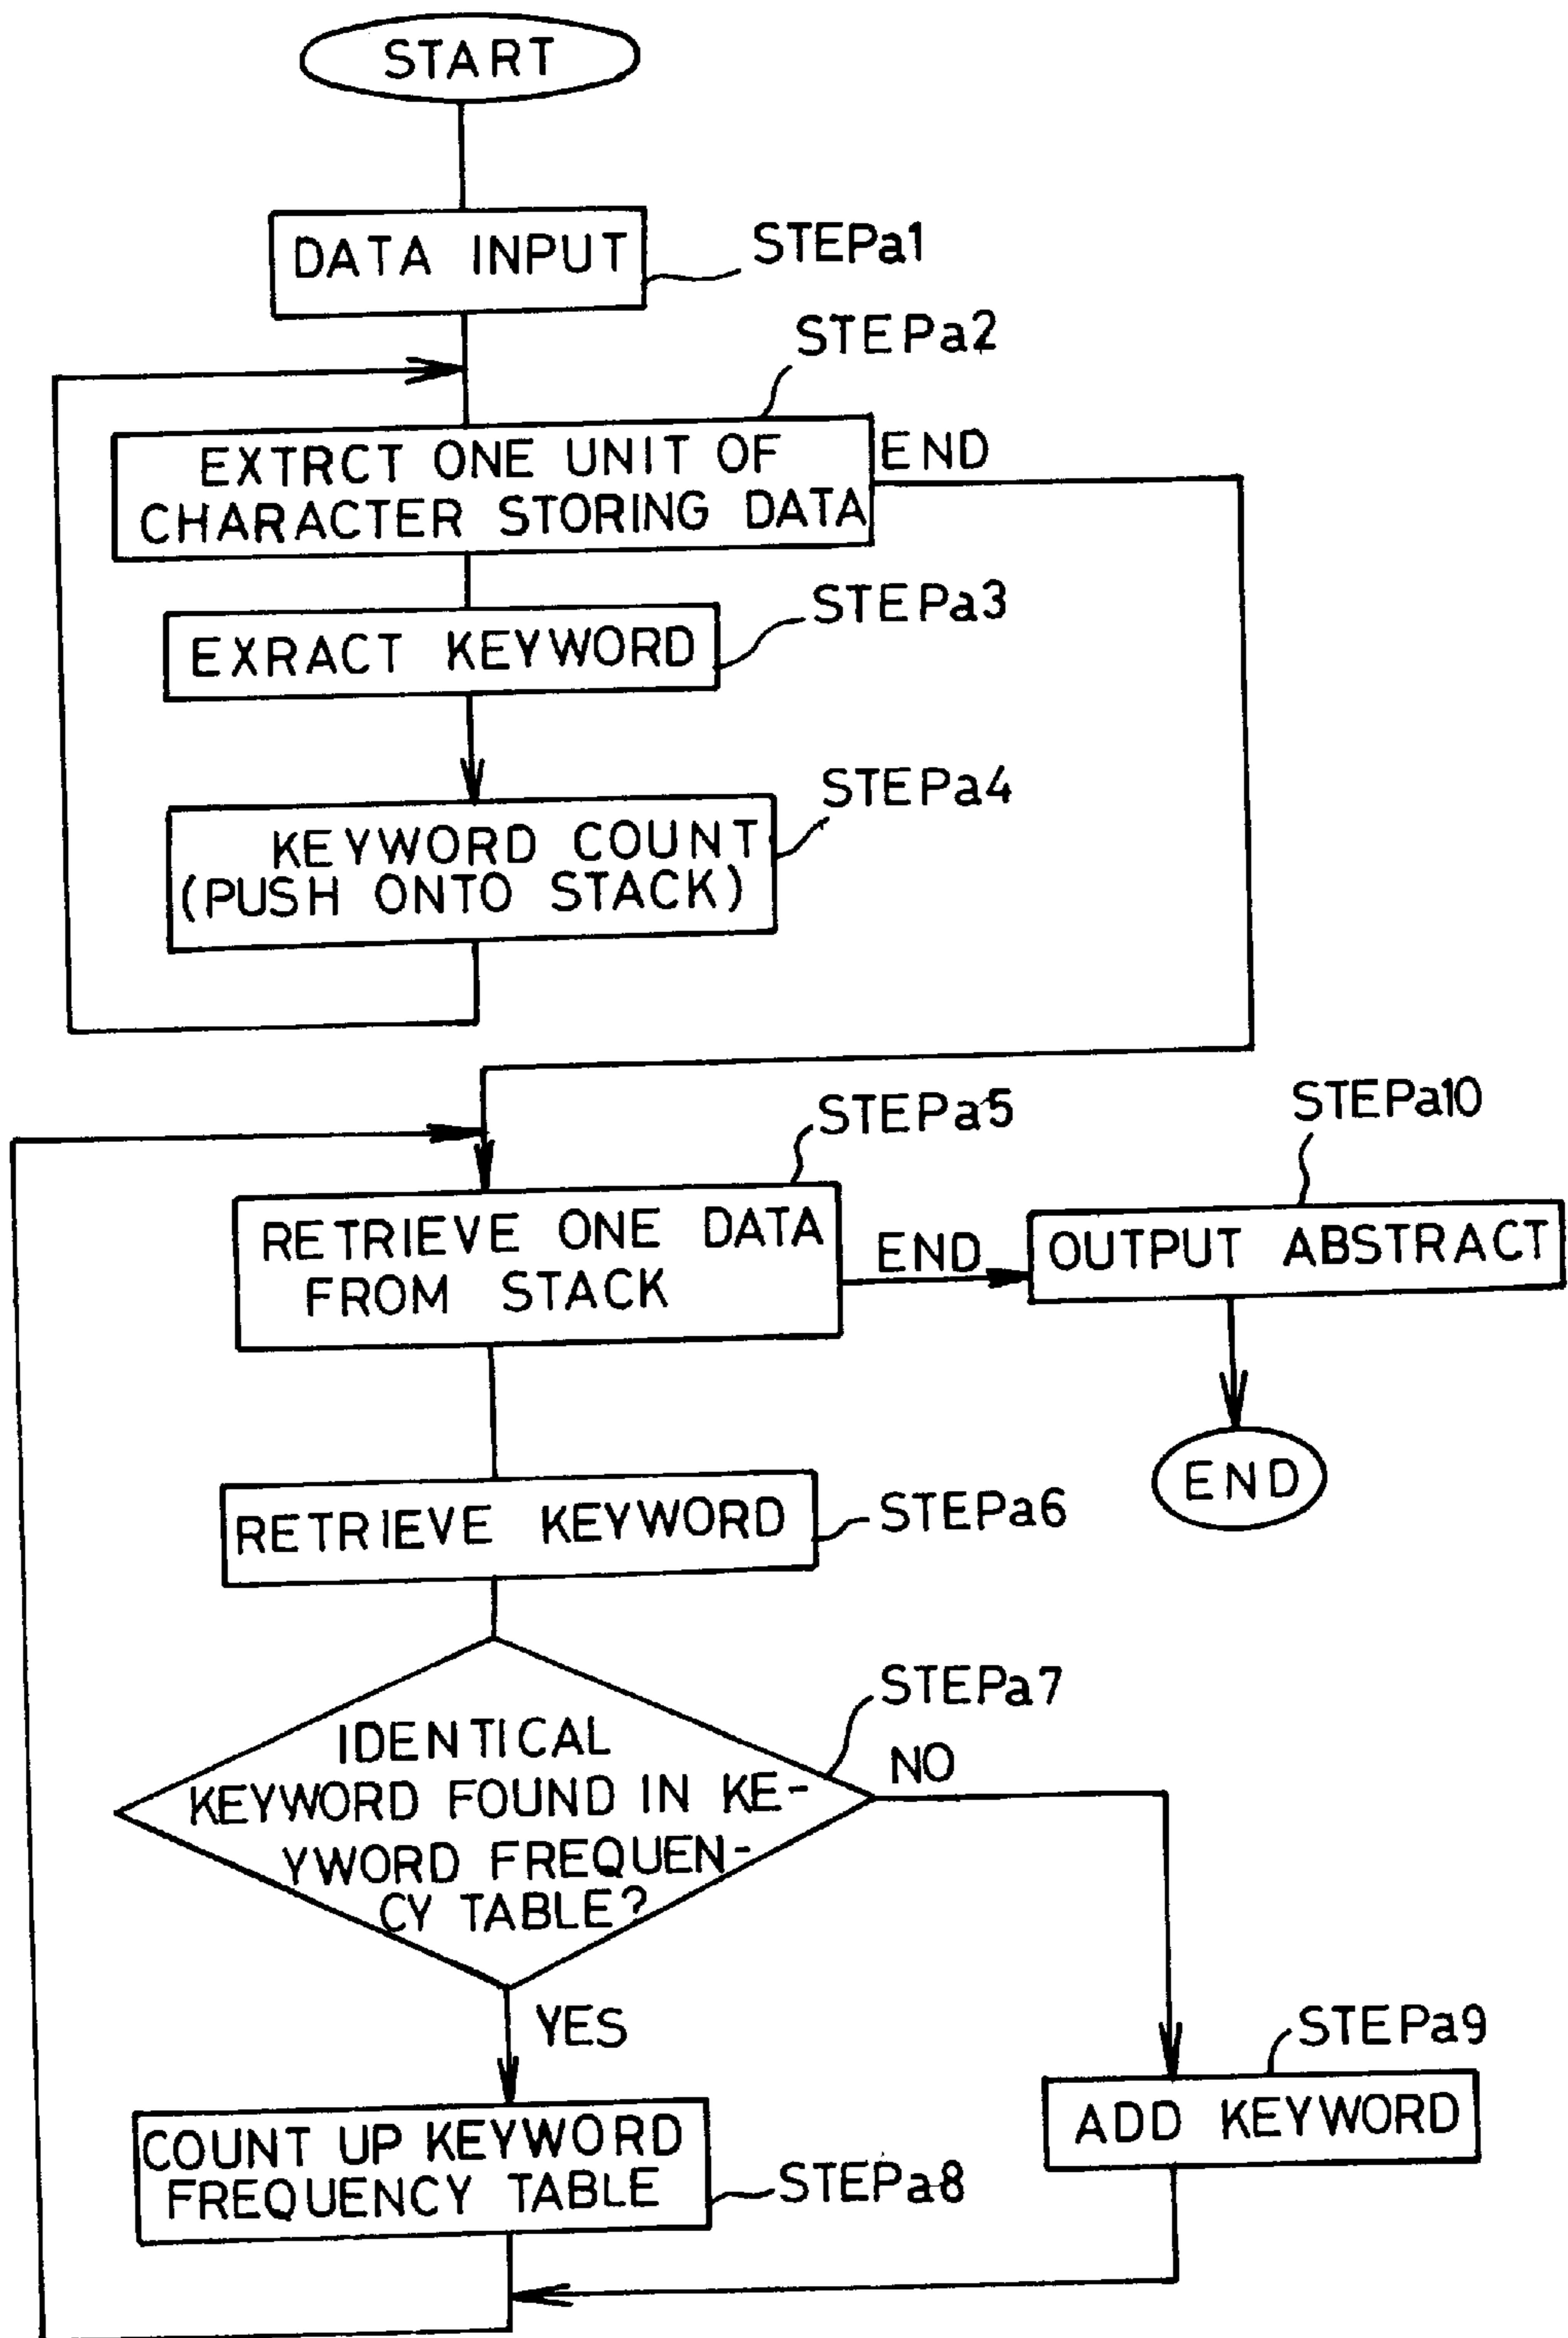 START
DATA INPUT
STEPa1
STEPa2
EXTRCT ONE UNIT OF
CHARACTER STORING DATA
END
EXRACT KEYWORD
STEPa3
STEPa4
KEYWORD COUNT
(PUSH ONTO STACK)
STEPa5
STEPa10
RETRIEVE ONE DATA
FROM STACK
END
OUTPUT ABSTRACT
END
RETRIEVE KEYWORD
STEPa6
STEPa7
IDENTICAL
KEYWORD FOUND IN KE-
YWORD FREQUEN-
CY TABLE?
NO
YES
STEPa9
ADD KEYWORD
COUNT UP KEYWORD
FREQUENCY TABLE
STEPa8